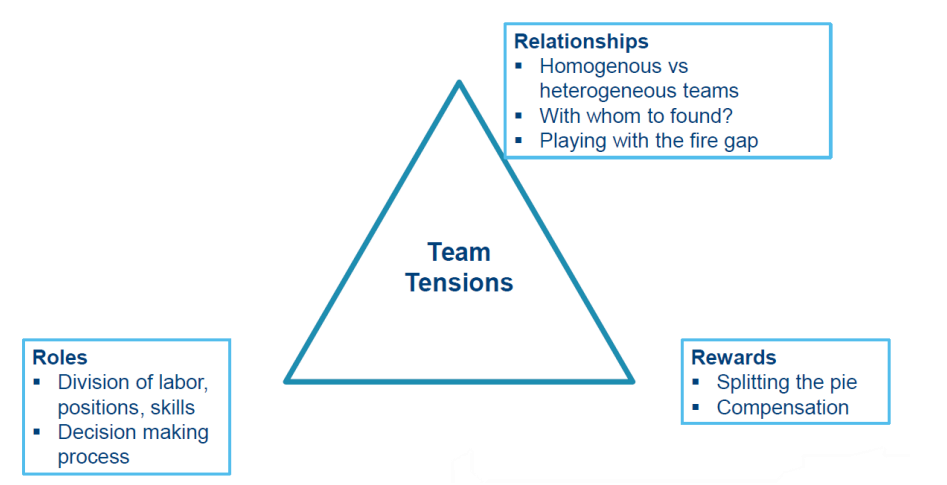 Relationships
▪ Homogenous vs
heterogeneous teams
▪ With whom to found?
▪ Playing with the fire gap
Team
Tensions
Roles
▪ Division of labor,
positions, skills
▪ Decision making
process
Rewards
▪ Splitting the pie
▪ Compensation